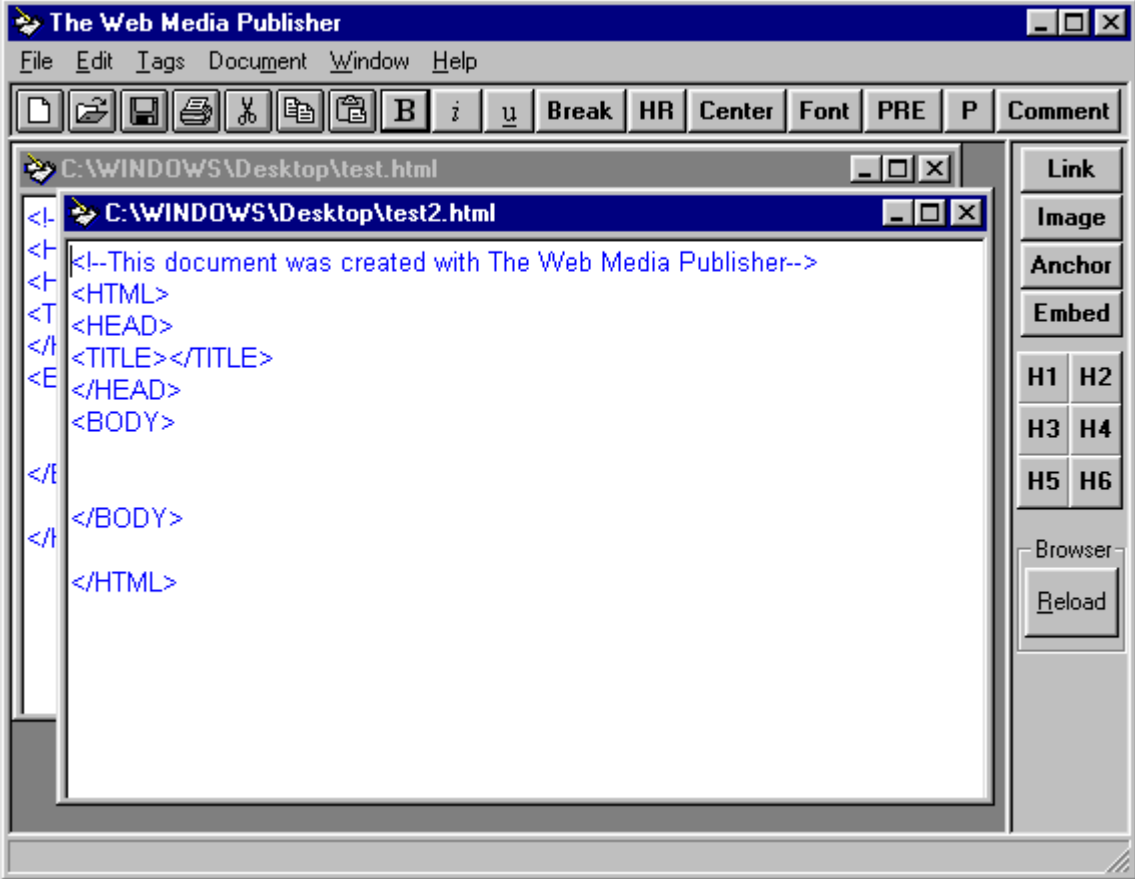 The Web Media Publisher
File Edit Tags Document Window Help
B i u Break HR Center Font PRE P Comment
C:\WINDOWS\Desktop\test.html
C:\WINDOWS\Desktop\test2.html
<!-
<H
<H
<T
</H
<B
</B
</H
<!--This document was created with The Web Media Publisher-->
<HTML>
<HEAD>
<TITLE></TITLE>
</HEAD>
<BODY>
</BODY>
</HTML>
Link
Image
Anchor
Embed
H1 H2
H3 H4
H5 H6
Browser
Reload